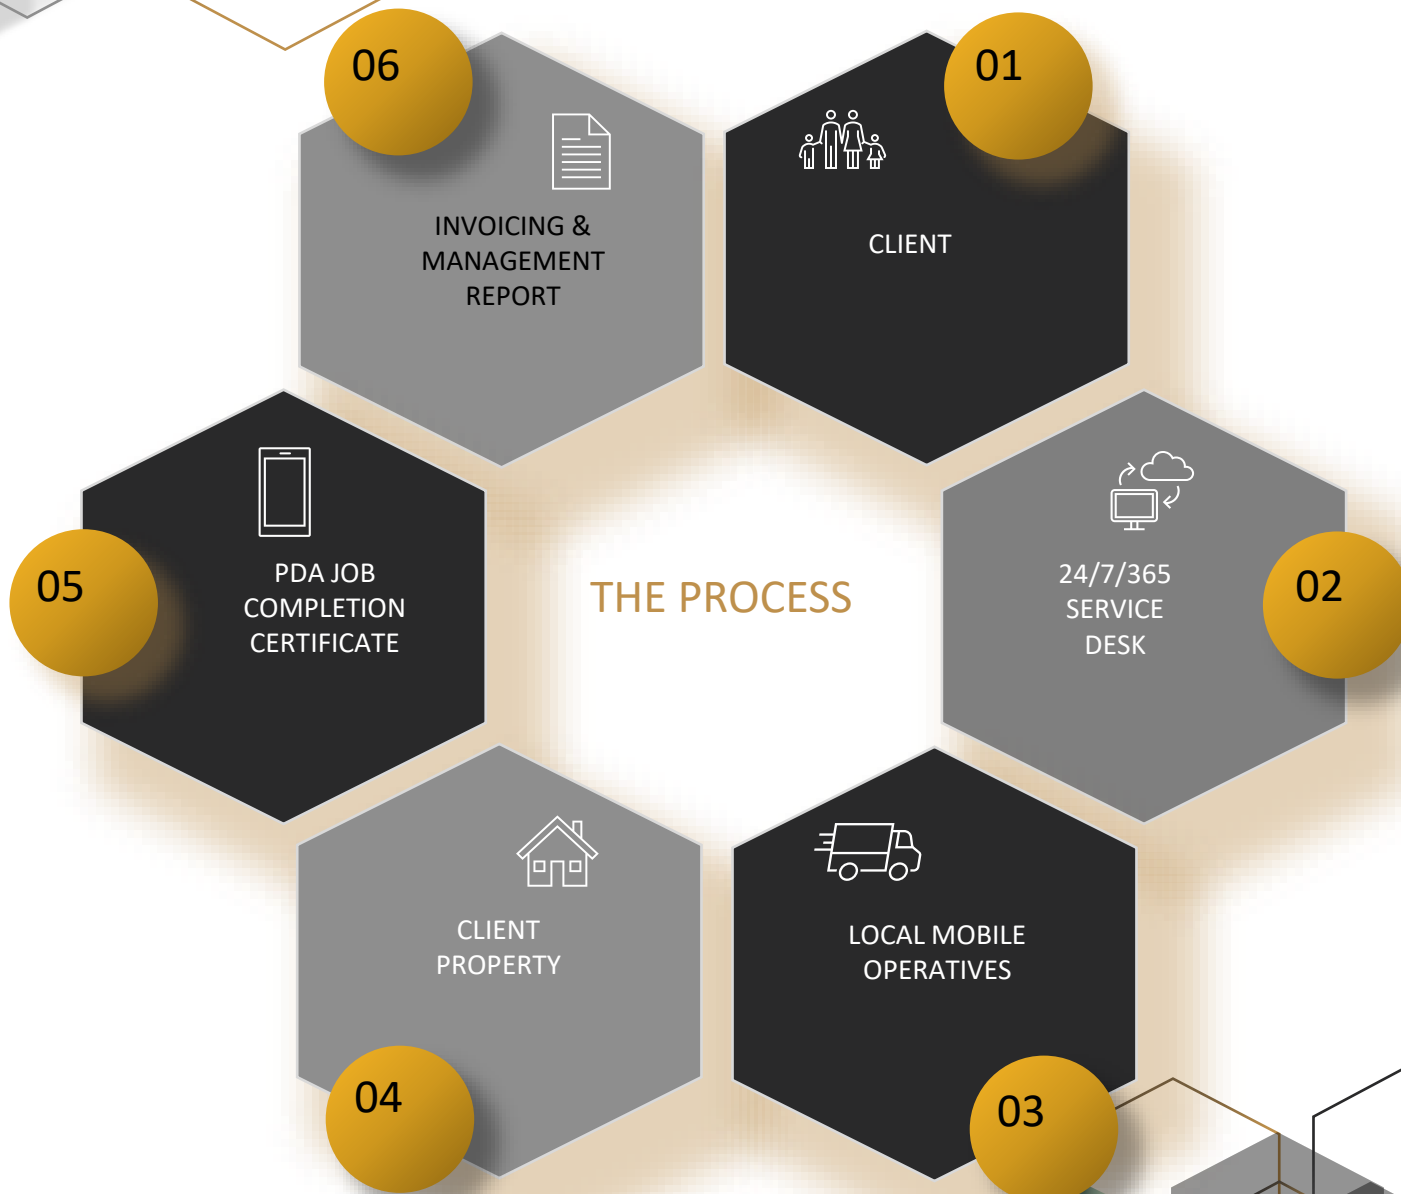 THE PROCESS
01
CLIENT
02
24/7/365
SERVICE
DESK
03
LOCAL MOBILE
OPERATIVES
04
CLIENT
PROPERTY
05
PDA JOB
COMPLETION
CERTIFICATE
06
INVOICING &
MANAGEMENT
REPORT